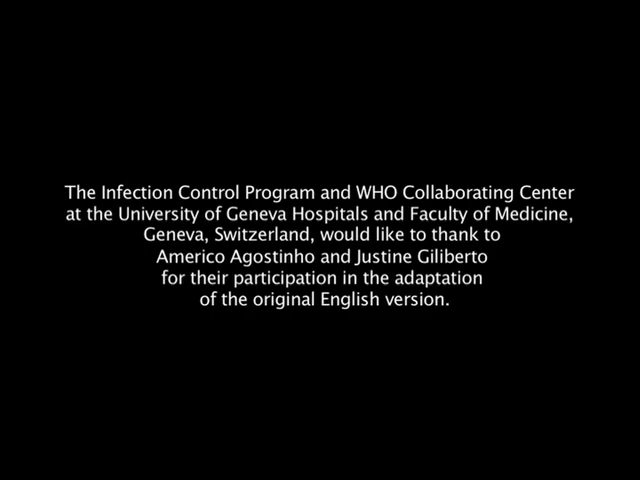 The Infection Control Program and WHO Collaborating Center
at the University of Geneva Hospitals and Faculty of Medicine,
Geneva, Switzerland, would like to thank to
Americo Agostinho and Justine Giliberto
for their participation in the adaptation
of the original English version.